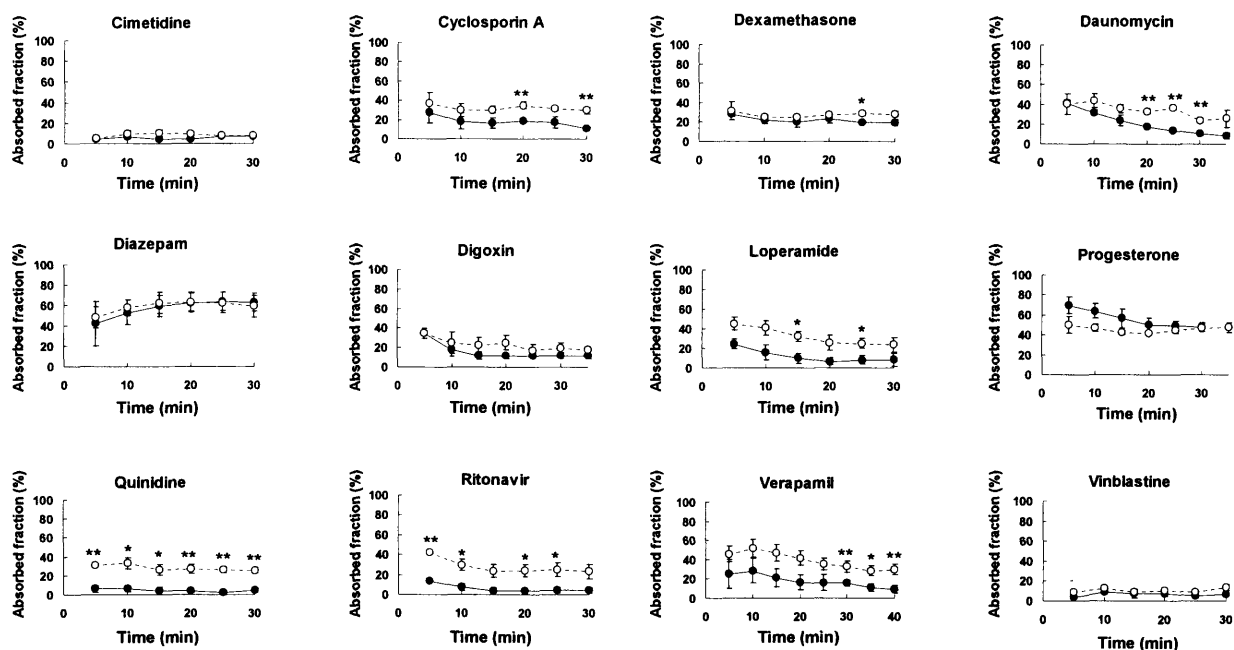 Cimetidine
Absorbed fraction (%)
100
80
60
40
20
0
0 10 20 30
Time (min)
Cyclosporin A
Absorbed fraction (%)
100
80
60
40
20
0
** **
0 10 20 30
Time (min)
Dexamethasone
Absorbed fraction (%)
100
80
60
40
20
0
*
0 10 20 30
Time (min)
Daunomycin
Absorbed fraction (%)
100
80
60
40
20
0
** ** **
0 10 20 30
Time (min)
Diazepam
Absorbed fraction (%)
100
80
60
40
20
0
0 10 20 30
Time (min)
Digoxin
Absorbed fraction (%)
100
80
60
40
20
0
0 10 20 30
Time (min)
Loperamide
Absorbed fraction (%)
100
80
60
40
20
0
* *
0 10 20 30
Time (min)
Progesterone
Absorbed fraction (%)
100
80
60
40
20
0
0 10 20 30
Time (min)
Quinidine
Absorbed fraction (%)
100
80
60
40
20
0
** * * ** ** **
0 10 20 30
Time (min)
Ritonavir
Absorbed fraction (%)
100
80
60
40
20
0
** * * *
0 10 20 30
Time (min)
Verapamil
Absorbed fraction (%)
100
80
60
40
20
0
** * **
0 10 20 30 40
Time (min)
Vinblastine
Absorbed fraction (%)
100
80
60
40
20
0
0 10 20 30
Time (min)